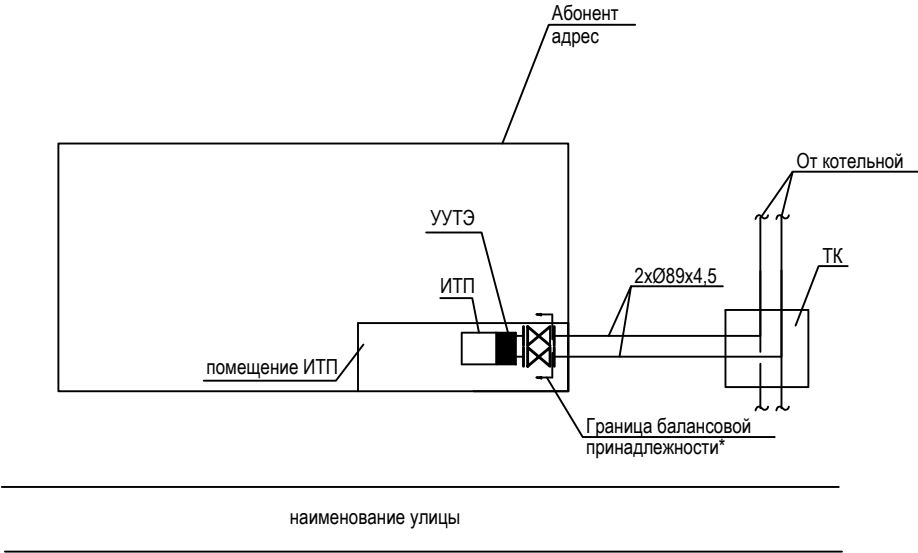 Абонент
адрес
От котельной
УУТЭ
ТК
ИТП
2хØ89х4,5
помещение ИТП
Граница балансовой
принадлежности*
наименование улицы